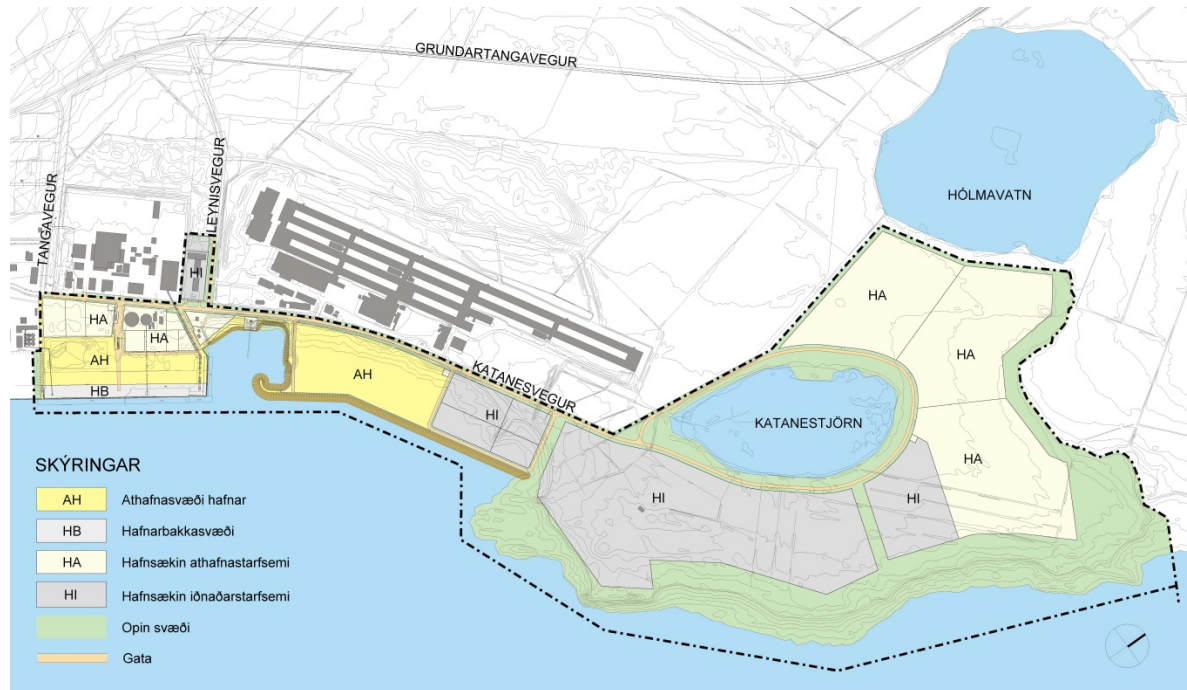 GRUNDARTANGAVEGUR
TANGAVEGUR
LEYNISVEGUR
HÓLMAVATN
HI
HA
HA
HA
HA
AH
HB
AH
KATANESVEGUR
HI
KATANESTJÖRN
HA
HI
HI
SKÝRINGAR
AH Athafnasvæði hafnar
HB Hafnarbakkasvæði
HA Hafnsækin athafnastarfsemi
HI Hafnsækin iðnaðarstarfsemi
Opin svæði
Gata